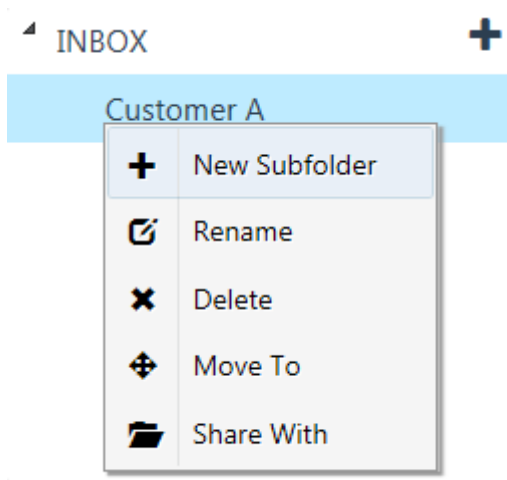 INBOX
Customer A
New Subfolder
Rename
Delete
Move To
Share With